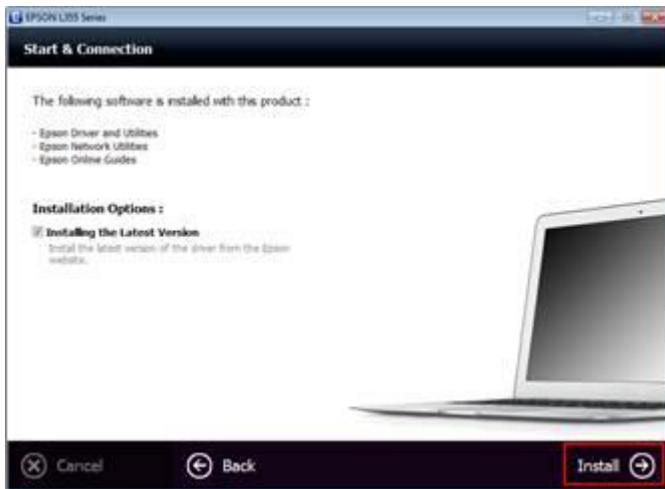 EPSON L355 Series
Start & Connection
The following software is installed with this product :
- Epson Driver and Utilities
- Epson Network Utilities
- Epson Online Guides
Installation Options :
Installing the Latest Version
Install the latest version of the driver from the Epson
website.
Cancel
Back
Install